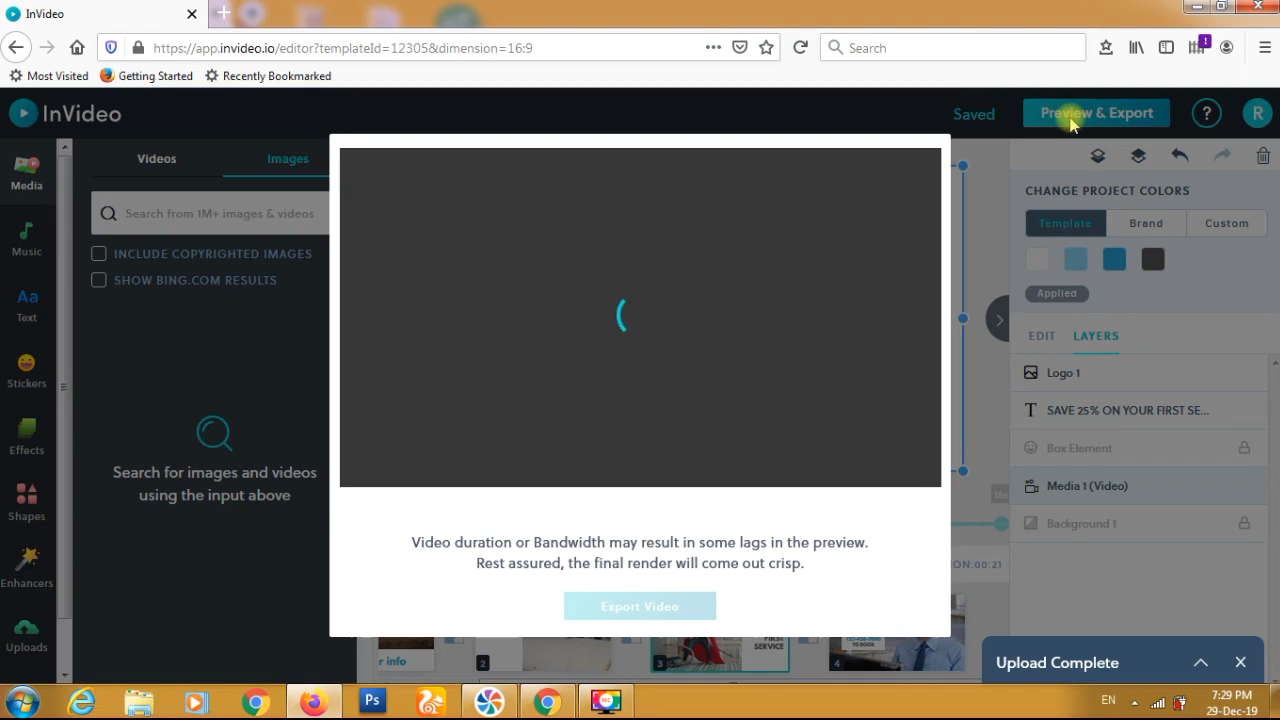 InVideo
https://app.invideo.io/editor?templateId=12305&dimension=16:9
Search
1
Most Visited
Getting Started
Recently Bookmarked
InVideo
Saved
Preview & Export
?
R
Media
Music
Text
Stickers
Effects
Shapes
Enhancers
Uploads
Videos
Images
Search from 1M+ images & videos
INCLUDE COPYRIGHTED IMAGES
SHOW BING.COM RESULTS
Search for images and videos
using the input above
Video duration or Bandwidth may result in some lags in the preview.
Rest assured, the final render will come out crisp.
Export Video
CHANGE PROJECT COLORS
Template
Brand
Custom
Applied
EDIT
LAYERS
Logo 1
SAVE 25% ON YOUR FIRST SE...
Box Element
Media 1 (Video)
Background 1
ON:00:21
r info
2
3
FIRST
SERVICE
4
TO BOOK
Upload Complete
Ps
REC
EN
7:29 PM
29-Dec-19